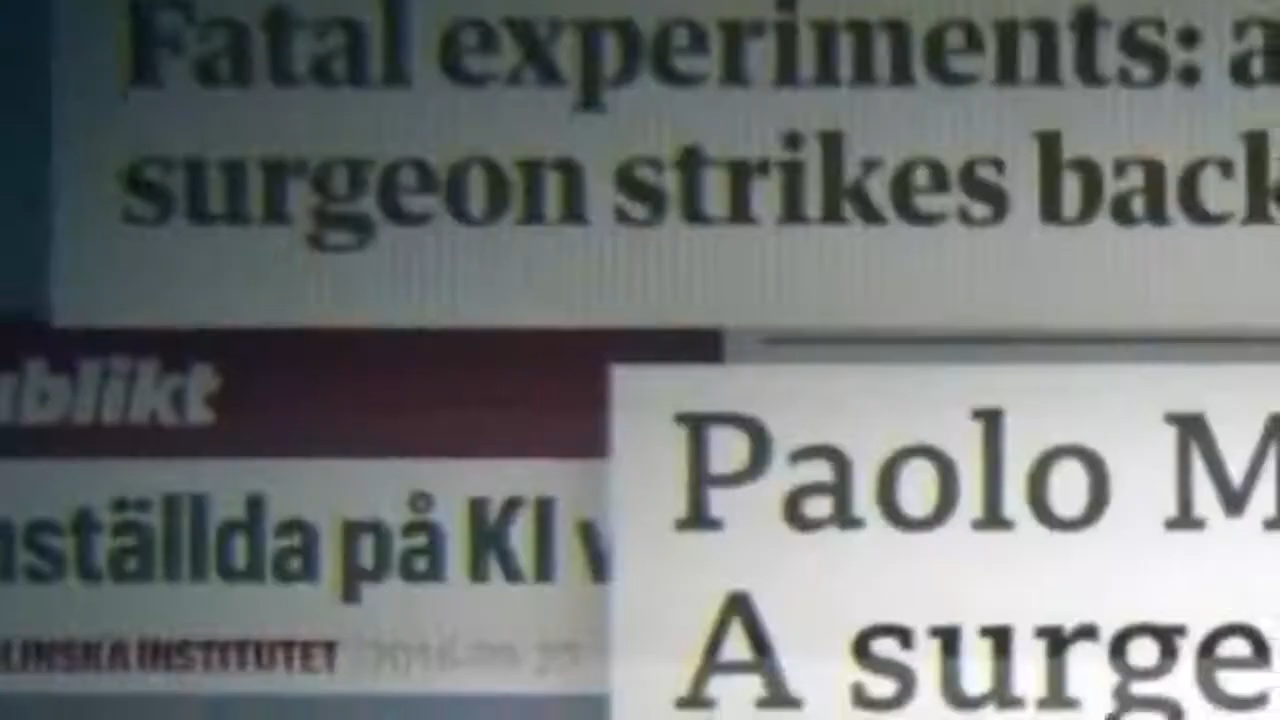 Fatal experiments: a
surgeon strikes back
ublikt
nställda på KI v
LINSKA INSTITUTET
Paolo M
A surge